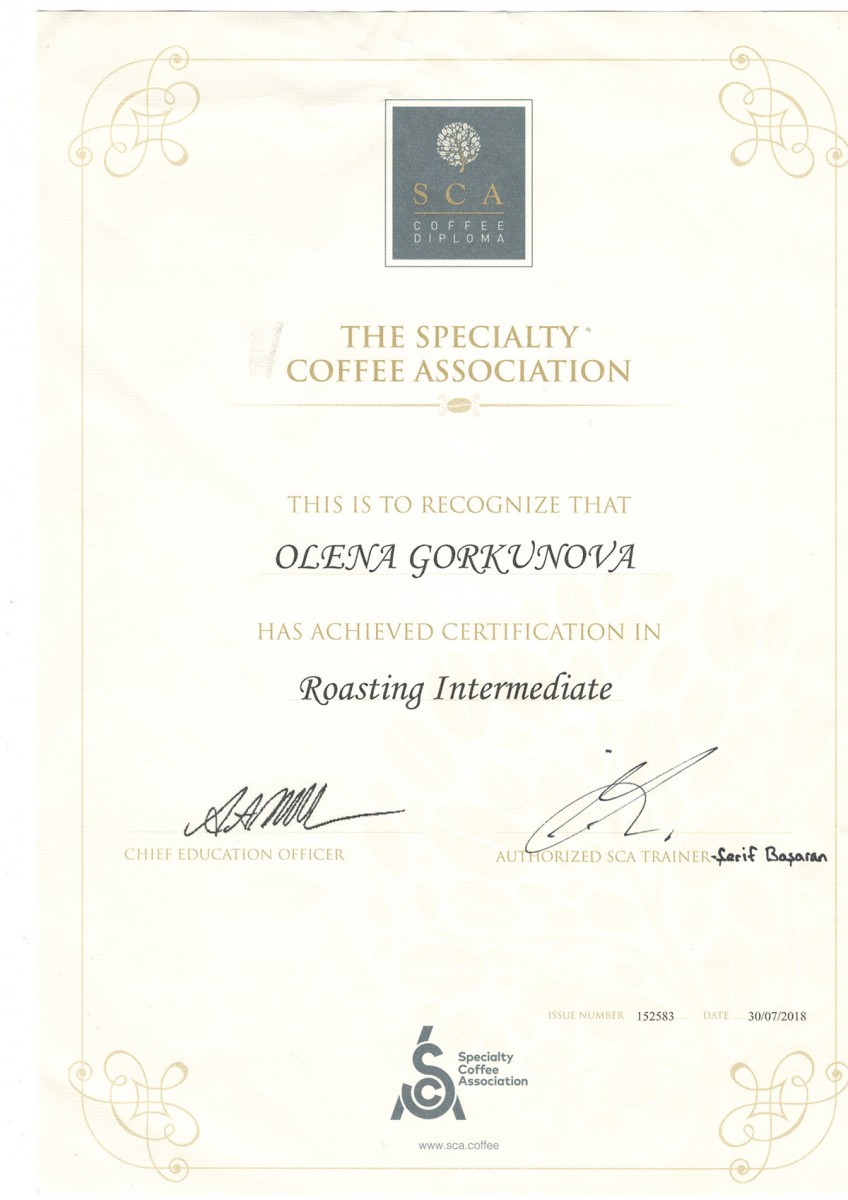 SCA
COFFEE
DIPLOMA
THE SPECIALTY
COFFEE ASSOCIATION
THIS IS TO RECOGNIZE THAT
OLENA GORKUNOVA
HAS ACHIEVED CERTIFICATION IN
Roasting Intermediate
CHIEF EDUCATION OFFICER
AUTHORIZED SCA TRAINER - Şerif Başaran
ISSUE NUMBER 152583 DATE 30/07/2018
Specialty
Coffee
Association
www.sca.coffee